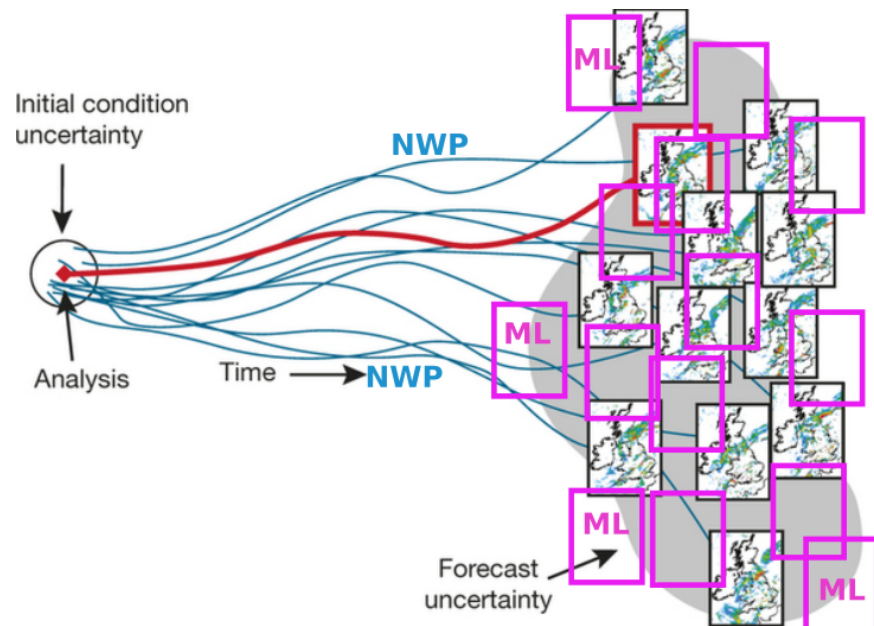 ML
Initial condition
uncertainty
NWP
ML
Analysis
Time
NWP
ML
Forecast
uncertainty
ML